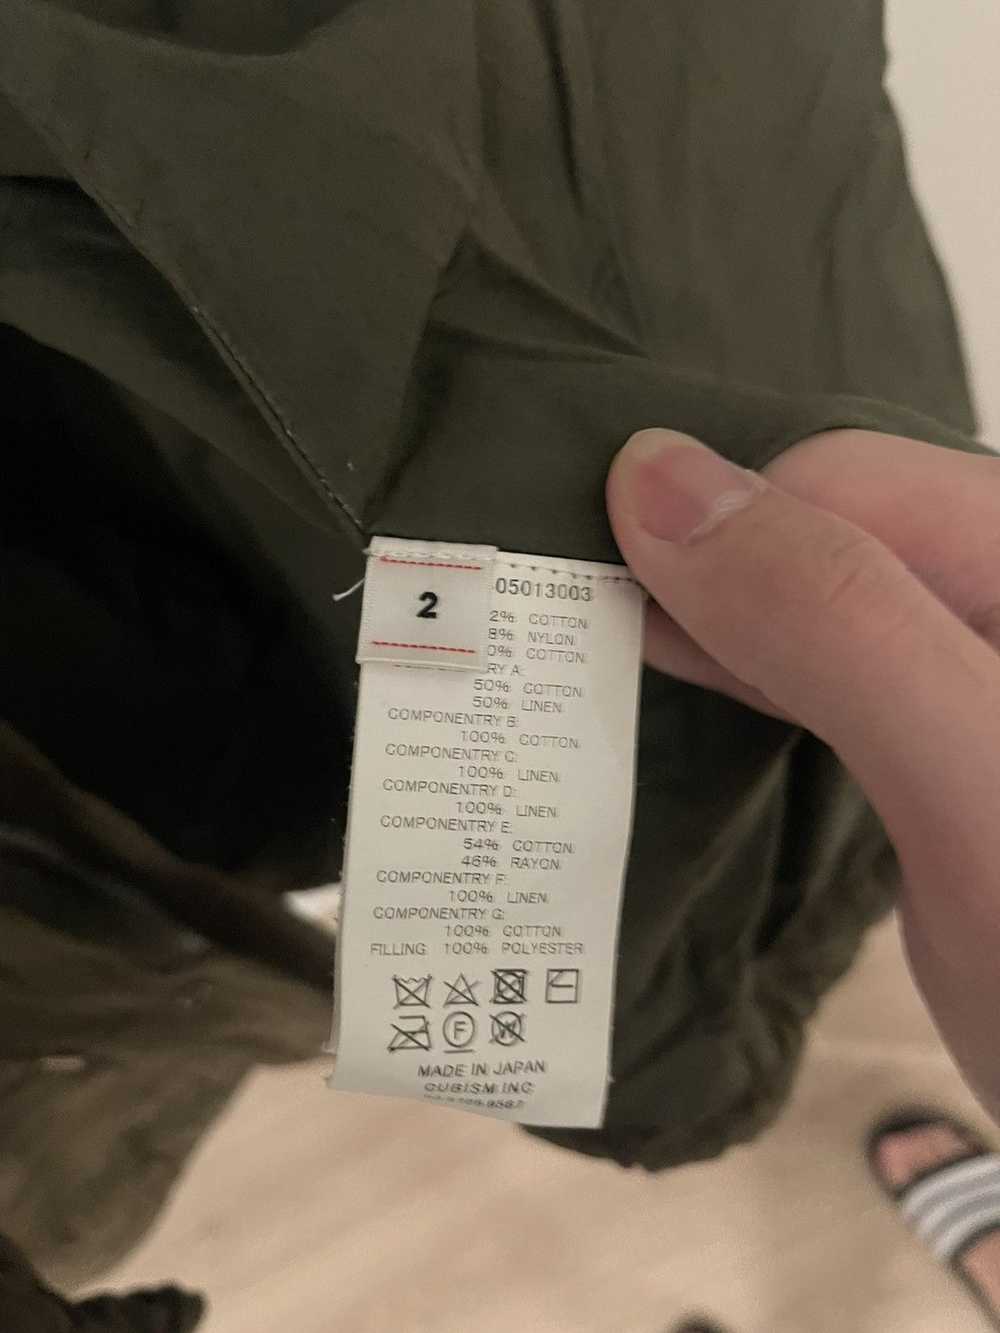 2
05013003
2% COTTON
8% NYLON
0% COTTON
RY A:
50% COTTON
50% LINEN
COMPONENTRY B:
100% COTTON
COMPONENTRY C:
100% LINEN
COMPONENTRY D:
100% LINEN
COMPONENTRY E:
54% COTTON
46% RAYON
COMPONENTRY F:
100% LINEN
COMPONENTRY G:
100% COTTON
FILLING 100% POLYESTER
F
W
MADE IN JAPAN
CUBISM INC